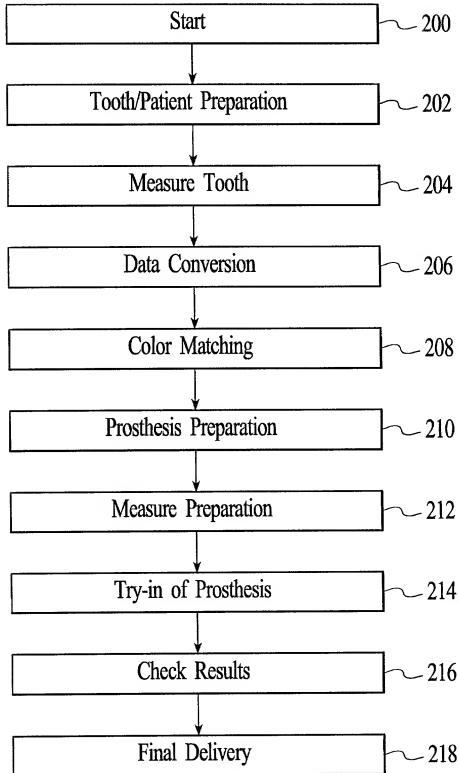 Start 200
Tooth/Patient Preparation 202
Measure Tooth 204
Data Conversion 206
Color Matching 208
Prosthesis Preparation 210
Measure Preparation 212
Try-in of Prosthesis 214
Check Results 216
Final Delivery 218